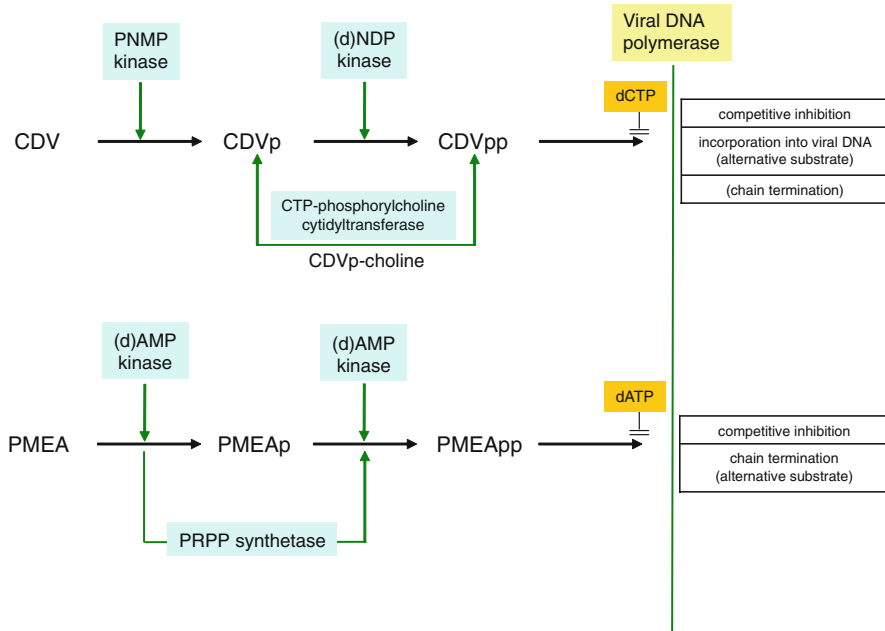 PNMP
kinase
(d)NDP
kinase
Viral DNA
polymerase
dCTP
CDV
CDVp
CDVpp
competitive inhibition
incorporation into viral DNA
(alternative substrate)
(chain termination)
CTP-phosphorylcholine
cytidyltransferase
CDVp-choline
(d)AMP
kinase
(d)AMP
kinase
dATP
PMEA
PMEAp
PMEApp
competitive inhibition
chain termination
(alternative substrate)
PRPP synthetase